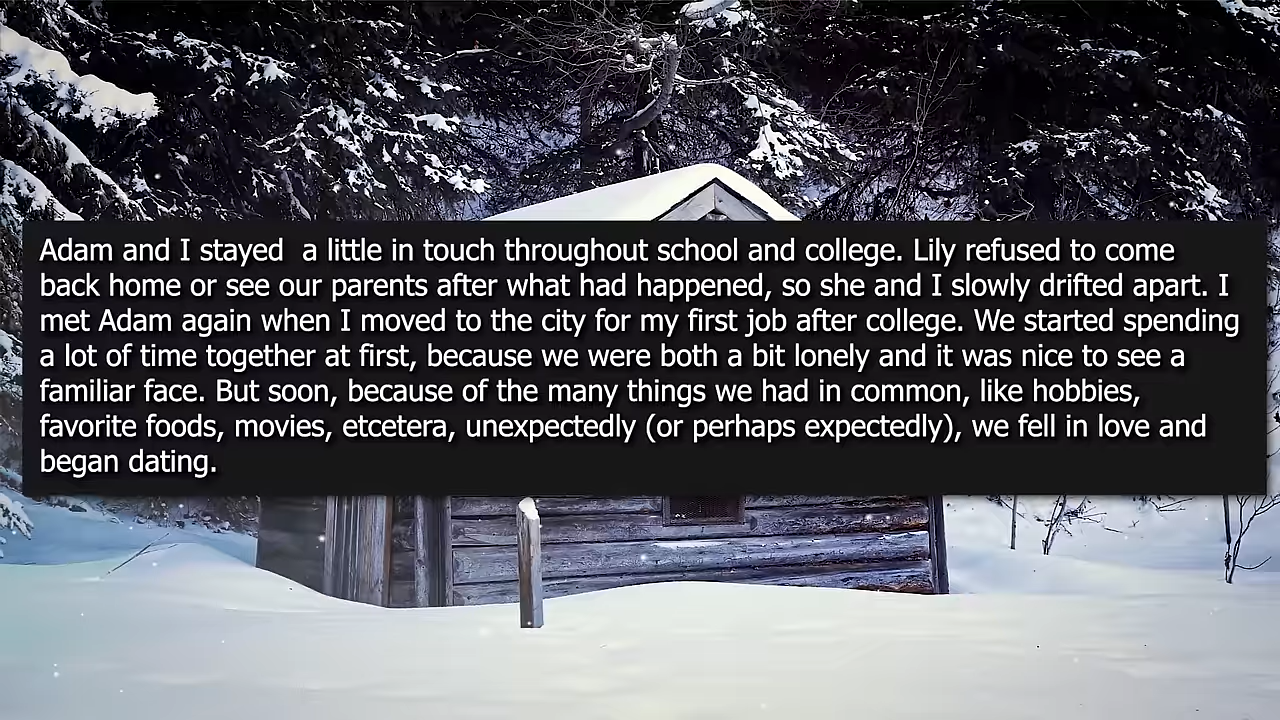 Adam and I stayed  a little in touch throughout school and college. Lily refused to come
back home or see our parents after what had happened, so she and I slowly drifted apart. I
met Adam again when I moved to the city for my first job after college. We started spending
a lot of time together at first, because we were both a bit lonely and it was nice to see a
familiar face. But soon, because of the many things we had in common, like hobbies,
favorite foods, movies, etcetera, unexpectedly (or perhaps expectedly), we fell in love and
began dating.